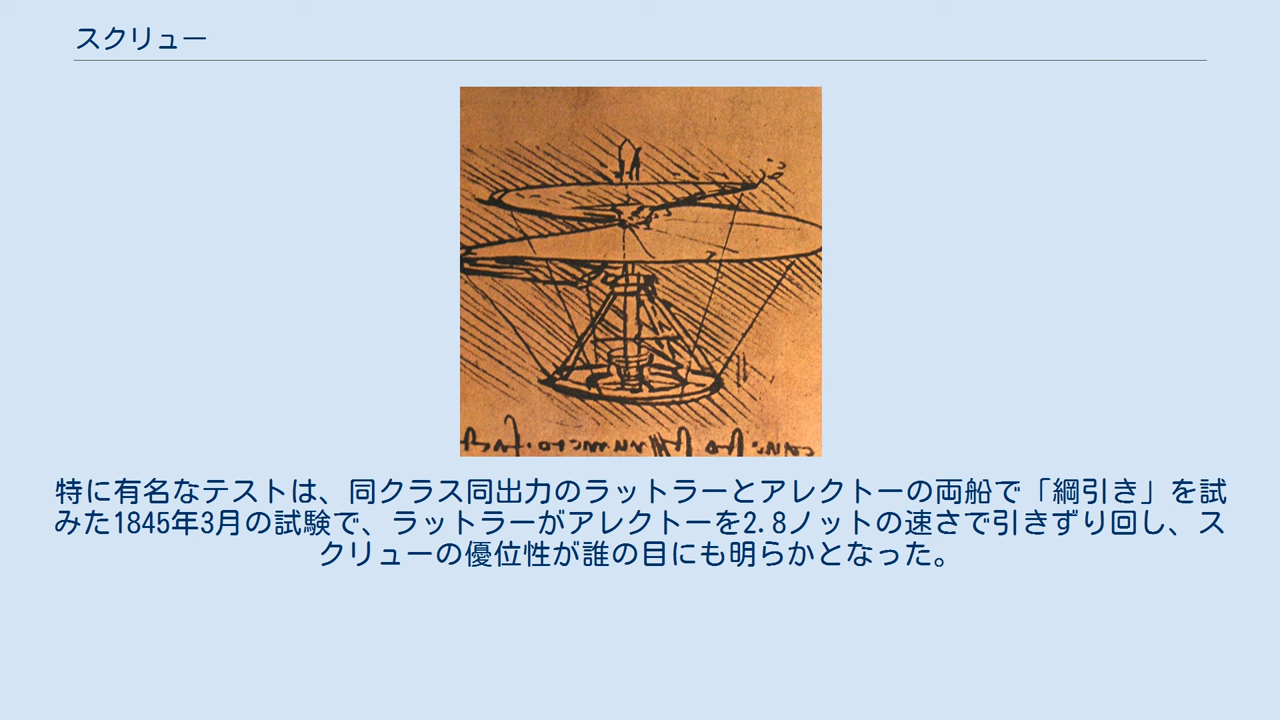 スクリュー
特に有名なテストは、同クラス同出力のラットラーとアレクトーの両船で「綱引き」を試
みた1845年3月の試験で、ラットラーがアレクトーを2.8ノットの速さで引きずり回し、ス
クリューの優位性が誰の目にも明らかとなった。